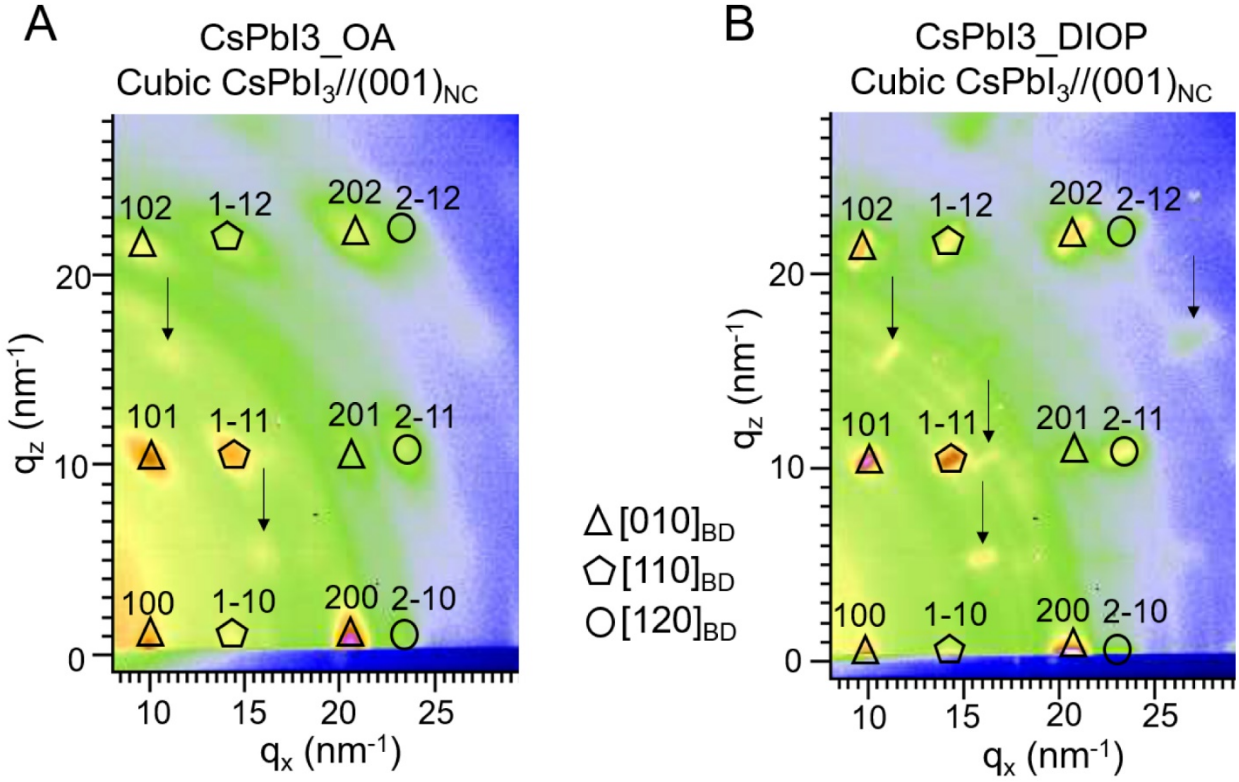 A
CsPbI3_OA
Cubic CsPbI₃//(001)NC
102 1-12 202 2-12
20
101 1-11 201 2-11
10
100 1-10 200 2-10
0
10 15 20 25
qz (nm⁻¹)
qx (nm⁻¹)
△ [010]BD
⬠ [110]BD
○ [120]BD
B
CsPbI3_DIOP
Cubic CsPbI₃//(001)NC
102 1-12 202 2-12
20
101 1-11 201 2-11
10
100 1-10 200 2-10
0
10 15 20 25
qz (nm⁻¹)
qx (nm⁻¹)